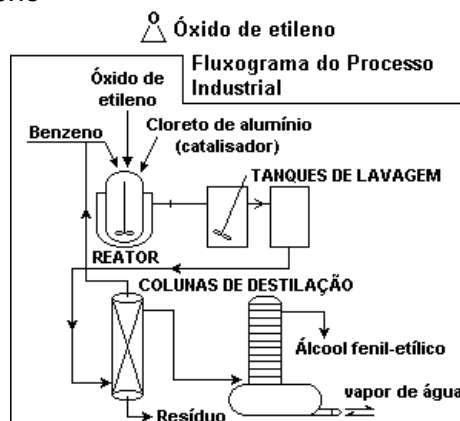 O
Óxido de etileno
Fluxograma do Processo
Industrial
Óxido de
etileno
Benzeno
Cloreto de alumínio
(catalisador)
TANQUES DE LAVAGEM
REATOR
COLUNAS DE DESTILAÇÃO
Álcool fenil-etílico
vapor de água
Resíduo